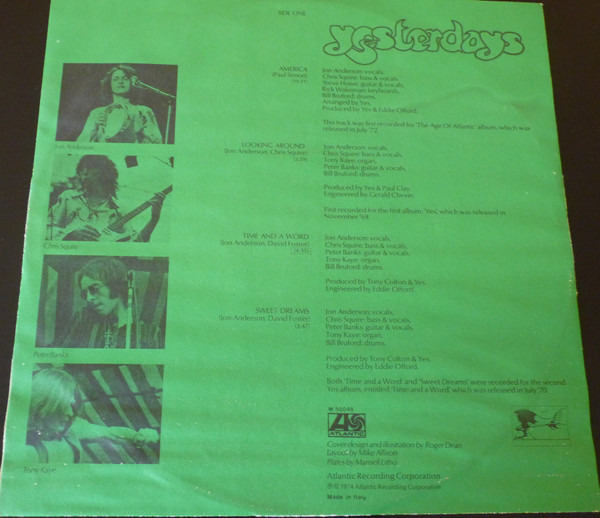 SIDE ONE
yesterdays
AMERICA
(Paul Simon)
Jon Anderson: vocals,
Chris Squire: bass & vocals,
Steve Howe: guitar & vocals,
Rick Wakeman: keyboards,
Bill Bruford: drums.
Arranged by Yes.
Produced by Yes & Eddie Offord.
This track was first recorded for 'The Age Of Atlantic' album, which was
released in July '72.
Jon Anderson
LOOKING AROUND
(Jon Anderson, Chris Squire)
Jon Anderson: vocals,
Chris Squire: bass & vocals,
Tony Kaye: organ,
Peter Banks: guitar & vocals,
Bill Bruford: drums.
Produced by Yes & Paul Clay.
Engineered by Gerald Chevin.
First recorded for the first album, 'Yes', which was released in
November '69.
Chris Squire
TIME AND A WORD
(Jon Anderson, David Foster)
Jon Anderson: vocals,
Chris Squire: bass & vocals,
Peter Banks: guitar & vocals,
Tony Kaye: organ,
Bill Bruford: drums.
Produced by Tony Colton & Yes.
Engineered by Eddie Offord.
Peter Banks
SWEET DREAMS
(Jon Anderson, David Foster)
(3.47)
Jon Anderson: vocals,
Chris Squire: bass & vocals,
Peter Banks: guitar & vocals,
Tony Kaye: organ,
Bill Bruford: drums.
Produced by Tony Colton & Yes.
Engineered by Eddie Offord.
Both 'Time and a Word' and 'Sweet Dreams' were recorded for the second
Yes album, entitled 'Time and a Word', which was released in July '70.
Tony Kaye
W 50048
ATLANTIC
Cover design and illustration by Roger Dean
Layout by Mike Allison
Plates by Mansell Litho
Atlantic Recording Corporation
℗© 1974 Atlantic Recording Corporation
Made in Italy